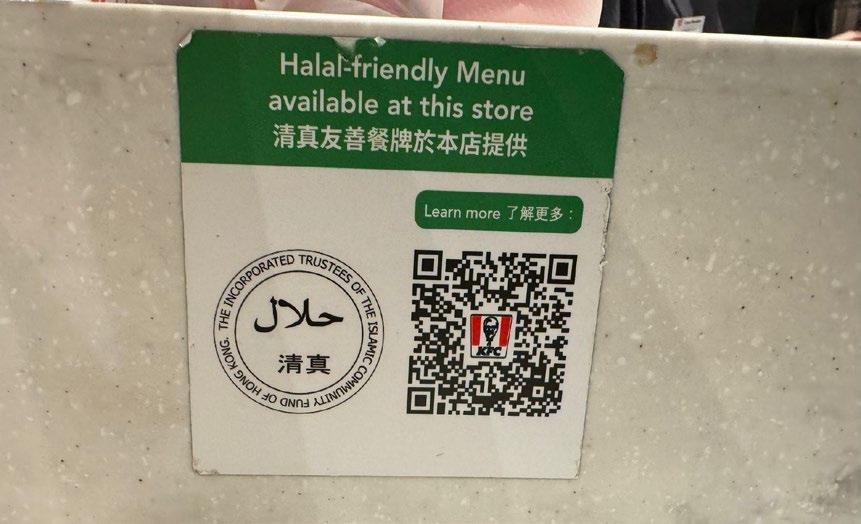 Halal-friendly Menu
available at this store
清真友善餐牌於本店提供
Learn more 了解更多：
THE INCORPORATED TRUSTEES OF THE ISLAMIC COMMUNITY FUND OF HONG KONG.
حلال
清真
KFC